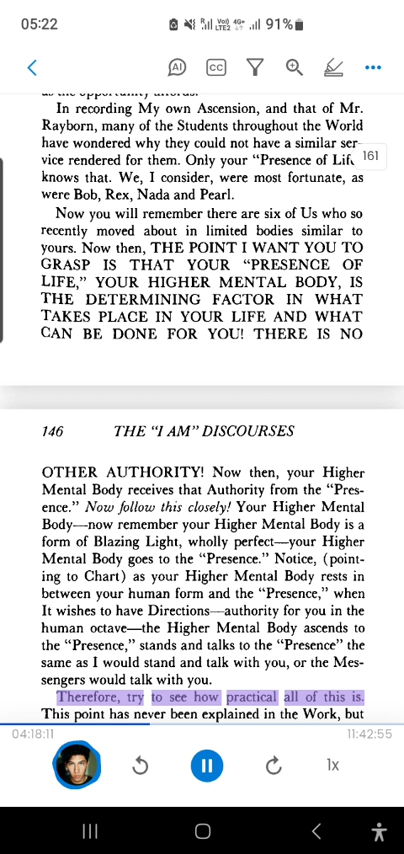 05:22
R
Vo))
LTE2
4G+
91%
AI
CC
as the opportunity affords.
In recording My own Ascension, and that of Mr.
Rayborn, many of the Students throughout the World
have wondered why they could not have a similar ser-
vice rendered for them. Only your “Presence of Life
161
knows that. We, I consider, were most fortunate, as
were Bob, Rex, Nada and Pearl.
Now you will remember there are six of Us who so
recently moved about in limited bodies similar to
yours. Now then, THE POINT I WANT YOU TO
GRASP IS THAT YOUR “PRESENCE OF
LIFE,” YOUR HIGHER MENTAL BODY, IS
THE DETERMINING FACTOR IN WHAT
TAKES PLACE IN YOUR LIFE AND WHAT
CAN BE DONE FOR YOU! THERE IS NO
146 THE “I AM” DISCOURSES
OTHER AUTHORITY! Now then, your Higher
Mental Body receives that Authority from the “Pres-
ence.” Now follow this closely! Your Higher Mental
Body—now remember your Higher Mental Body is a
form of Blazing Light, wholly perfect—your Higher
Mental Body goes to the “Presence.” Notice, (point-
ing to Chart) as your Higher Mental Body rests in
between your human form and the “Presence,” when
It wishes to have Directions—authority for you in the
human octave—the Higher Mental Body ascends to
the “Presence,” stands and talks to the “Presence” the
same as I would stand and talk with you, or the Mes-
sengers would talk with you.
Therefore, try to see how practical all of this is.
This point has never been explained in the Work, but
04:18:11
11:42:55
1x